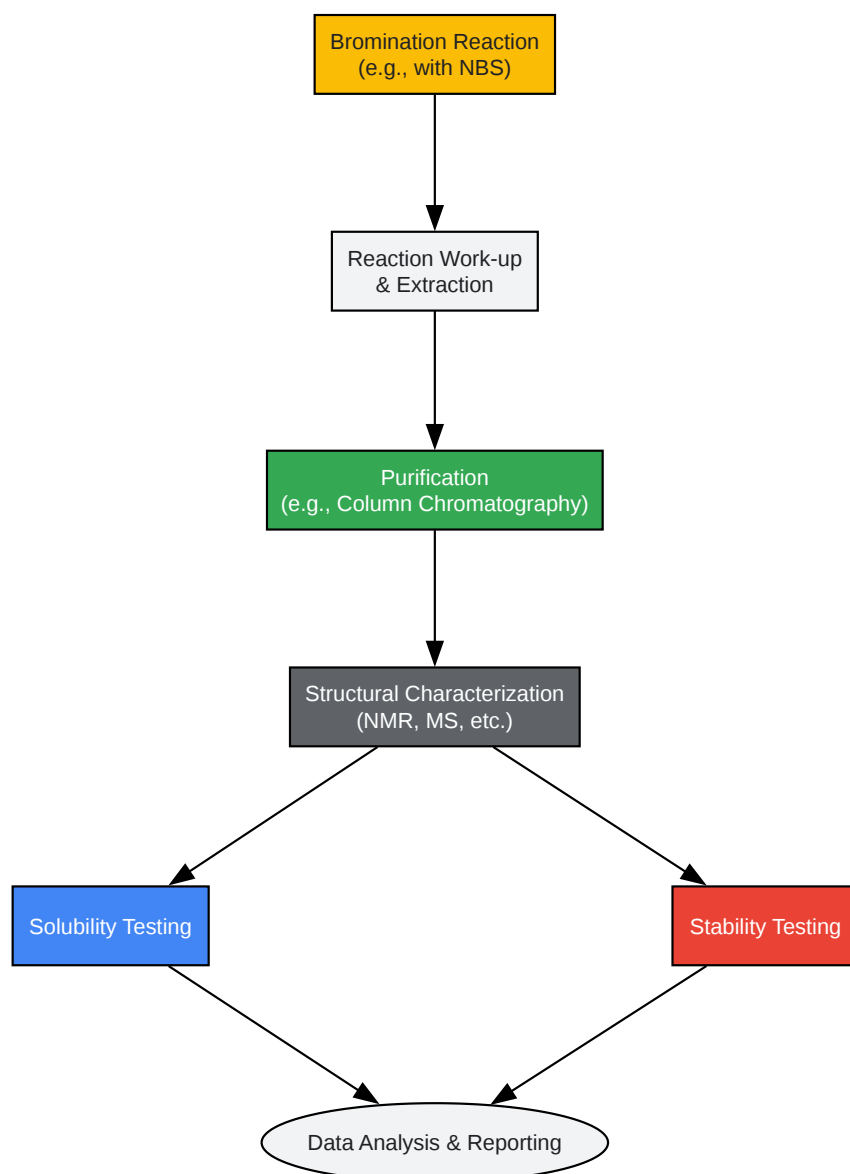 Bromination Reaction
(e.g., with NBS)
Reaction Work-up
& Extraction
Purification
(e.g., Column Chromatography)
Structural Characterization
(NMR, MS, etc.)
Solubility Testing
Stability Testing
Data Analysis & Reporting